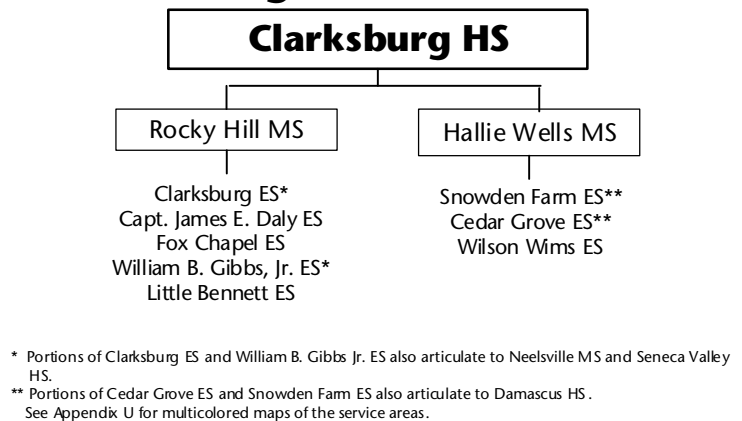 Clarksburg HS
Rocky Hill MS
Clarksburg ES*
Capt. James E. Daly ES
Fox Chapel ES
William B. Gibbs, Jr. ES*
Little Bennett ES
Hallie Wells MS
Snowden Farm ES**
Cedar Grove ES**
Wilson Wims ES
* Portions of Clarksburg ES and William B. Gibbs Jr. ES also articulate to Neelsville MS and Seneca Valley
HS.
** Portions of Cedar Grove ES and Snowden Farm ES also articulate to Damascus HS.
See Appendix U for multicolored maps of the service areas.